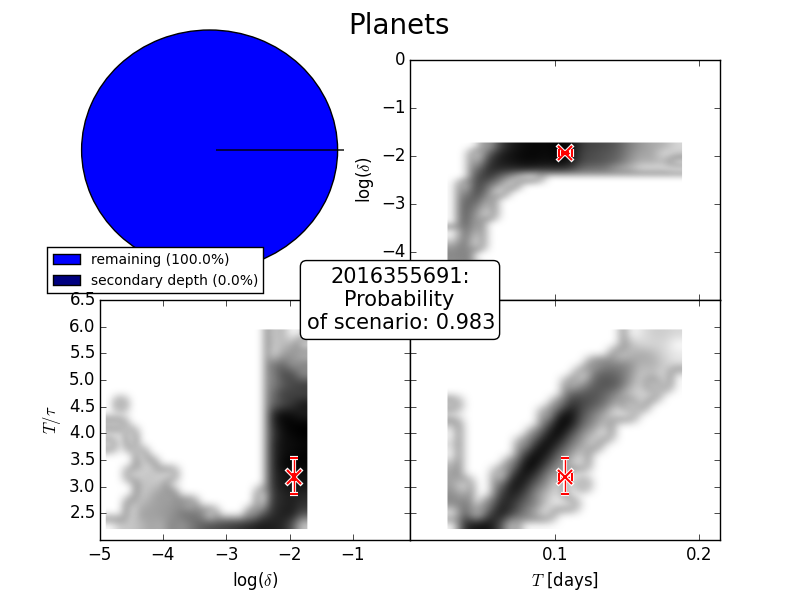 Planets
remaining (100.0%)
secondary depth (0.0%)
0
−1
−2
−3
−4
log(δ)
2016355691:
Probability
of scenario: 0.983
6.5
6.0
5.5
5.0
4.5
4.0
3.5
3.0
2.5
T/τ
−5
−4
−3
−2
−1
log(δ)
0.1
0.2
T [days]